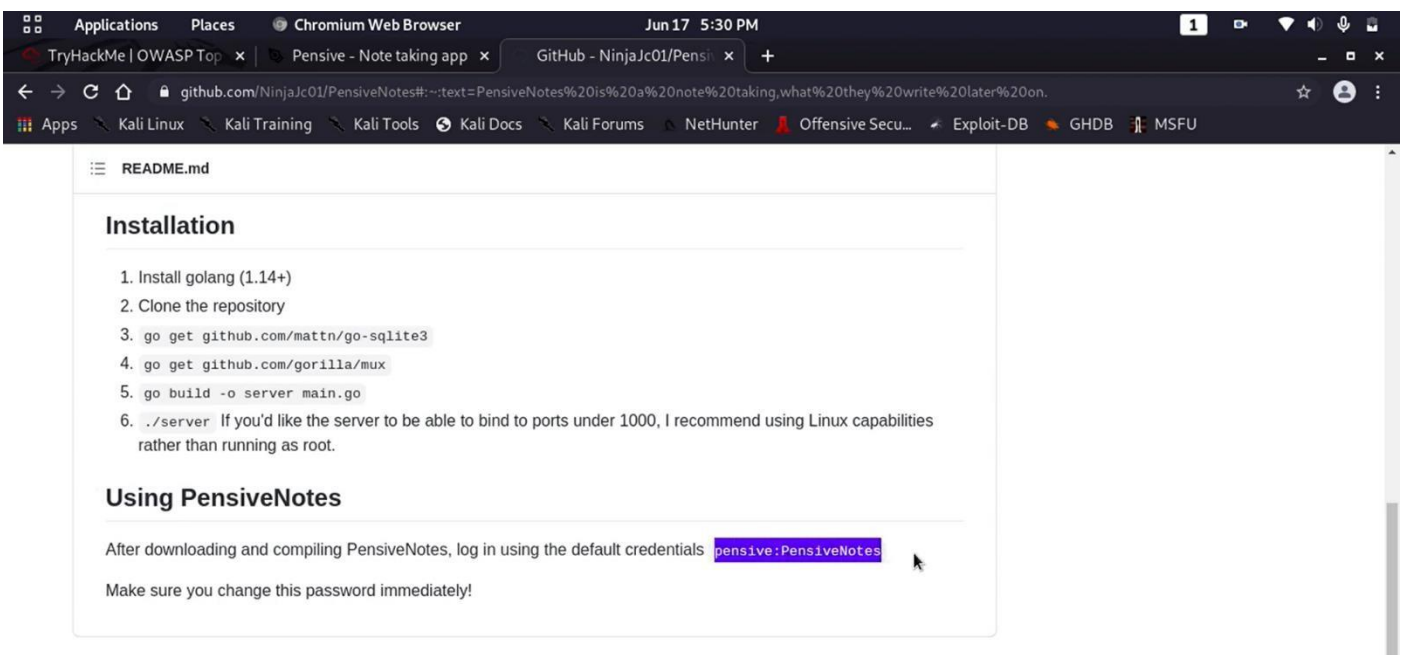 Applications Places Chromium Web Browser Jun 17 5:30 PM 1
TryHackMe | OWASP Top Pensive - Note taking app GitHub - NinjaJc01/Pensi
github.com/NinjaJc01/PensiveNotes#:~:text=PensiveNotes%20is%20a%20note%20taking,what%20they%20write%20later%20on.
Apps Kali Linux Kali Training Kali Tools Kali Docs Kali Forums NetHunter Offensive Secu... Exploit-DB GHDB MSFU
README.md
Installation
1. Install golang (1.14+)
2. Clone the repository
3. go get github.com/mattn/go-sqlite3
4. go get github.com/gorilla/mux
5. go build -o server main.go
6. ./server If you'd like the server to be able to bind to ports under 1000, I recommend using Linux capabilities
rather than running as root.
Using PensiveNotes
After downloading and compiling PensiveNotes, log in using the default credentials pensive:PensiveNotes
Make sure you change this password immediately!